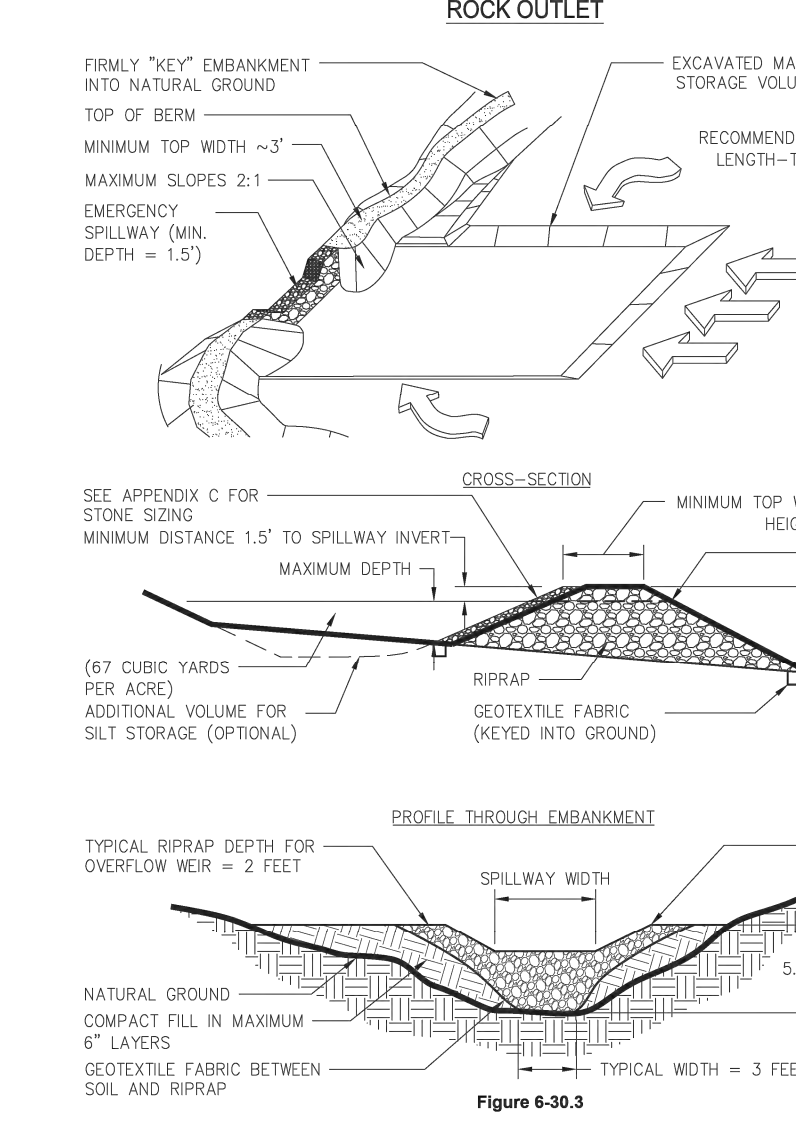 ROCK OUTLET
FIRMLY "KEY" EMBANKMENT
INTO NATURAL GROUND
TOP OF BERM
MINIMUM TOP WIDTH ~3'
MAXIMUM SLOPES 2:1
EMERGENCY
SPILLWAY (MIN.
DEPTH = 1.5')
EXCAVATED MA
STORAGE VOLU
RECOMMEND
LENGTH-T
CROSS-SECTION
SEE APPENDIX C FOR
STONE SIZING
MINIMUM DISTANCE 1.5' TO SPILLWAY INVERT
MAXIMUM DEPTH
MINIMUM TOP W
HEIG
(67 CUBIC YARDS
PER ACRE)
ADDITIONAL VOLUME FOR
SILT STORAGE (OPTIONAL)
RIPRAP
GEOTEXTILE FABRIC
(KEYED INTO GROUND)
PROFILE THROUGH EMBANKMENT
TYPICAL RIPRAP DEPTH FOR
OVERFLOW WEIR = 2 FEET
SPILLWAY WIDTH
5.
NATURAL GROUND
COMPACT FILL IN MAXIMUM
6" LAYERS
GEOTEXTILE FABRIC BETWEEN
SOIL AND RIPRAP
TYPICAL WIDTH = 3 FEE
Figure 6-30.3